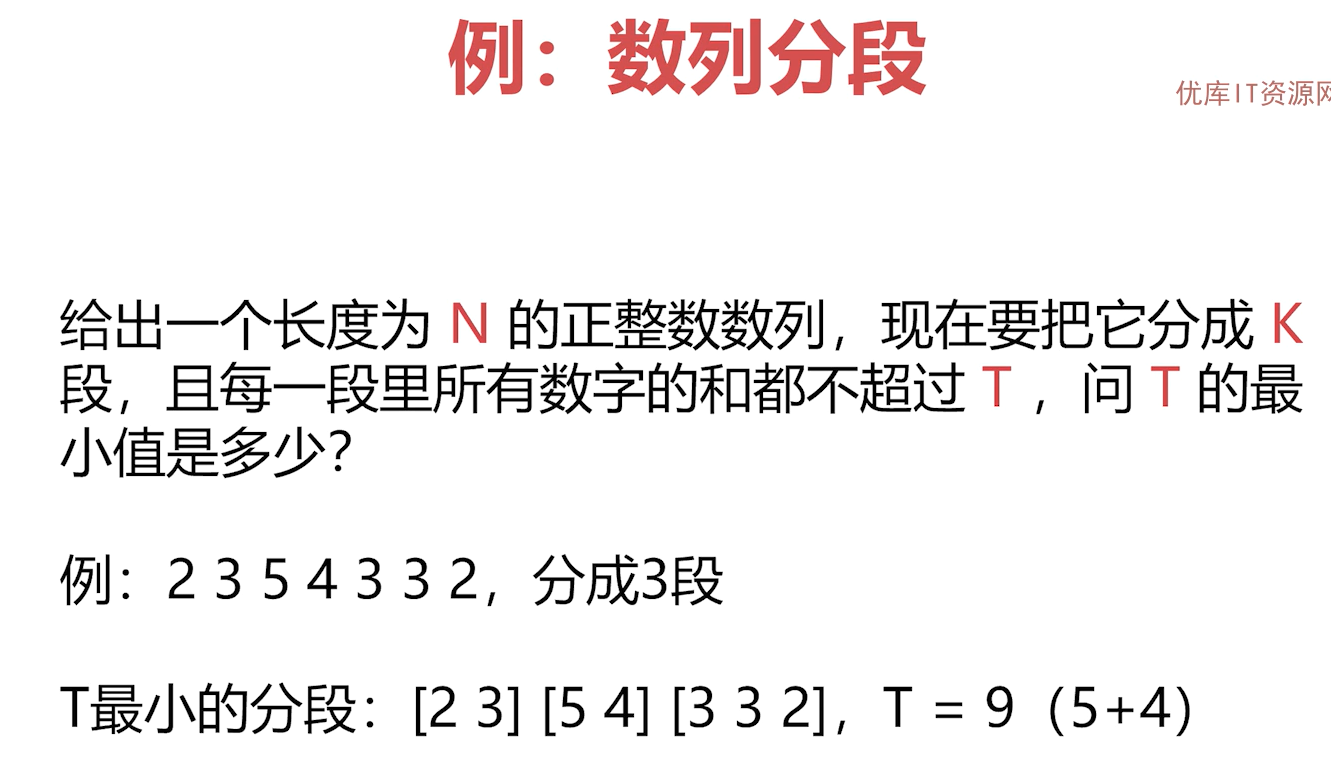 例：数列分段
优库IT资源网
给出一个长度为 N 的正整数数列，现在要把它分成 K
段，且每一段里所有数字的和都不超过 T ，问 T 的最
小值是多少？
例：2 3 5 4 3 3 2，分成3段
T最小的分段：[2 3] [5 4] [3 3 2]，T = 9（5+4）